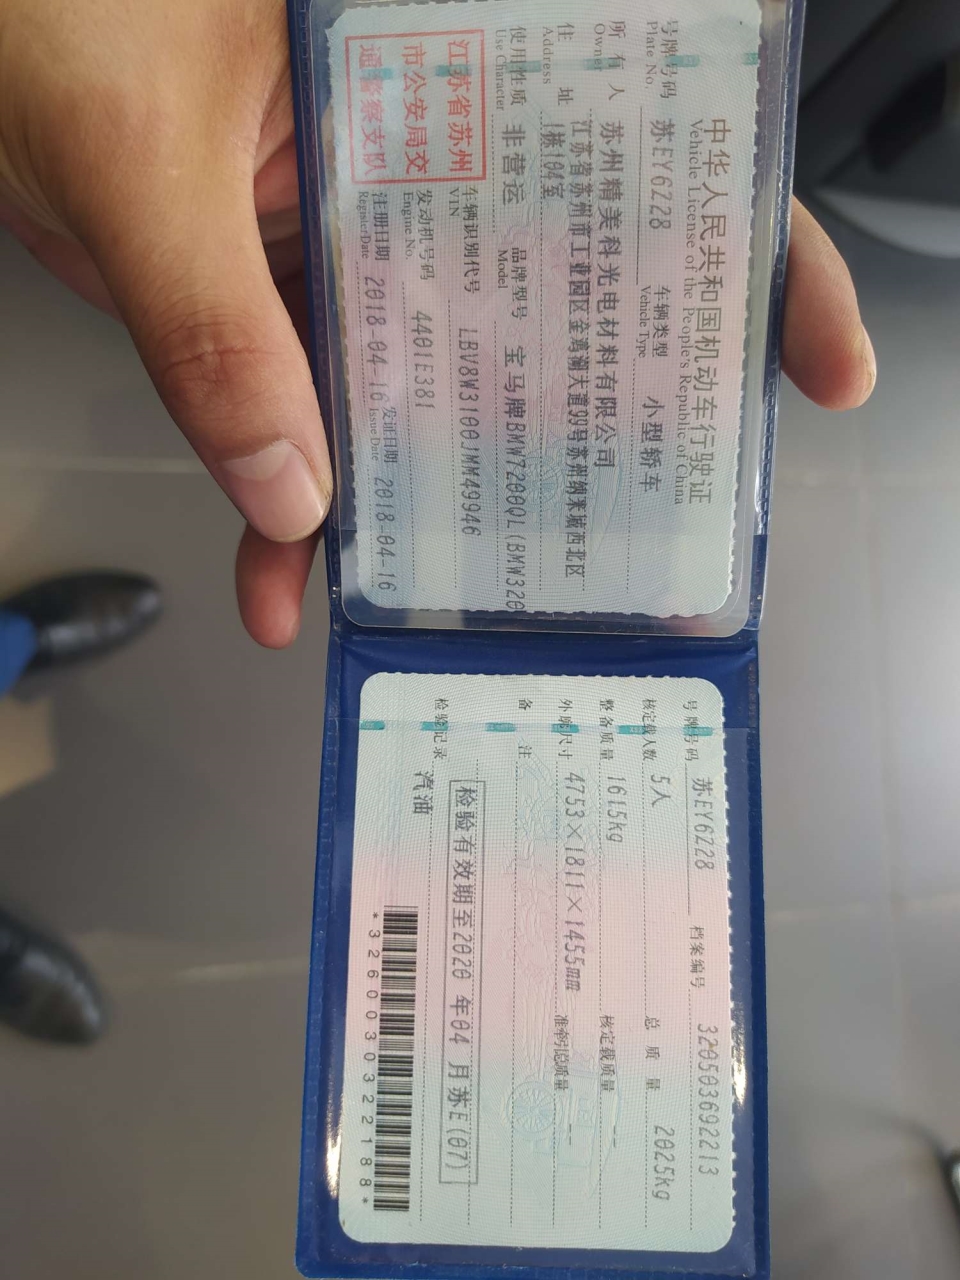 中华人民共和国机动车行驶证
Vehicle License of the People's Republic of China
号牌号码 苏EY6Z28 车辆类型 小型轿车
Plate No. Vehicle Type
所有人 苏州精美科光电材料有限公司
Owner
住址 江苏省苏州市工业园区金鸡湖大道99号苏州纳米城西北区
Address 1栋104室
使用性质 非营运 品牌型号 宝马牌BMW7200QL(BMW320
Use Character Model
江苏省苏州
市公安局交
通警察支队
车辆识别代号 LBV8W3100JMM49946
VIN
发动机号码 4401E381
Engine No.
注册日期 2018-04-16 发证日期 2018-04-16
Register Date Issue Date
号牌号码 苏EY6Z28 档案编号 320503692213
核定载人数 5人 总质量 2025kg
整备质量 1615kg 核定载质量 --
外廓尺寸 4753×1811×1455mm 准牵引总质量 --
备注
检验有效期至2020 年04 月苏E(07)
检验记录
汽油
*3260030322188*